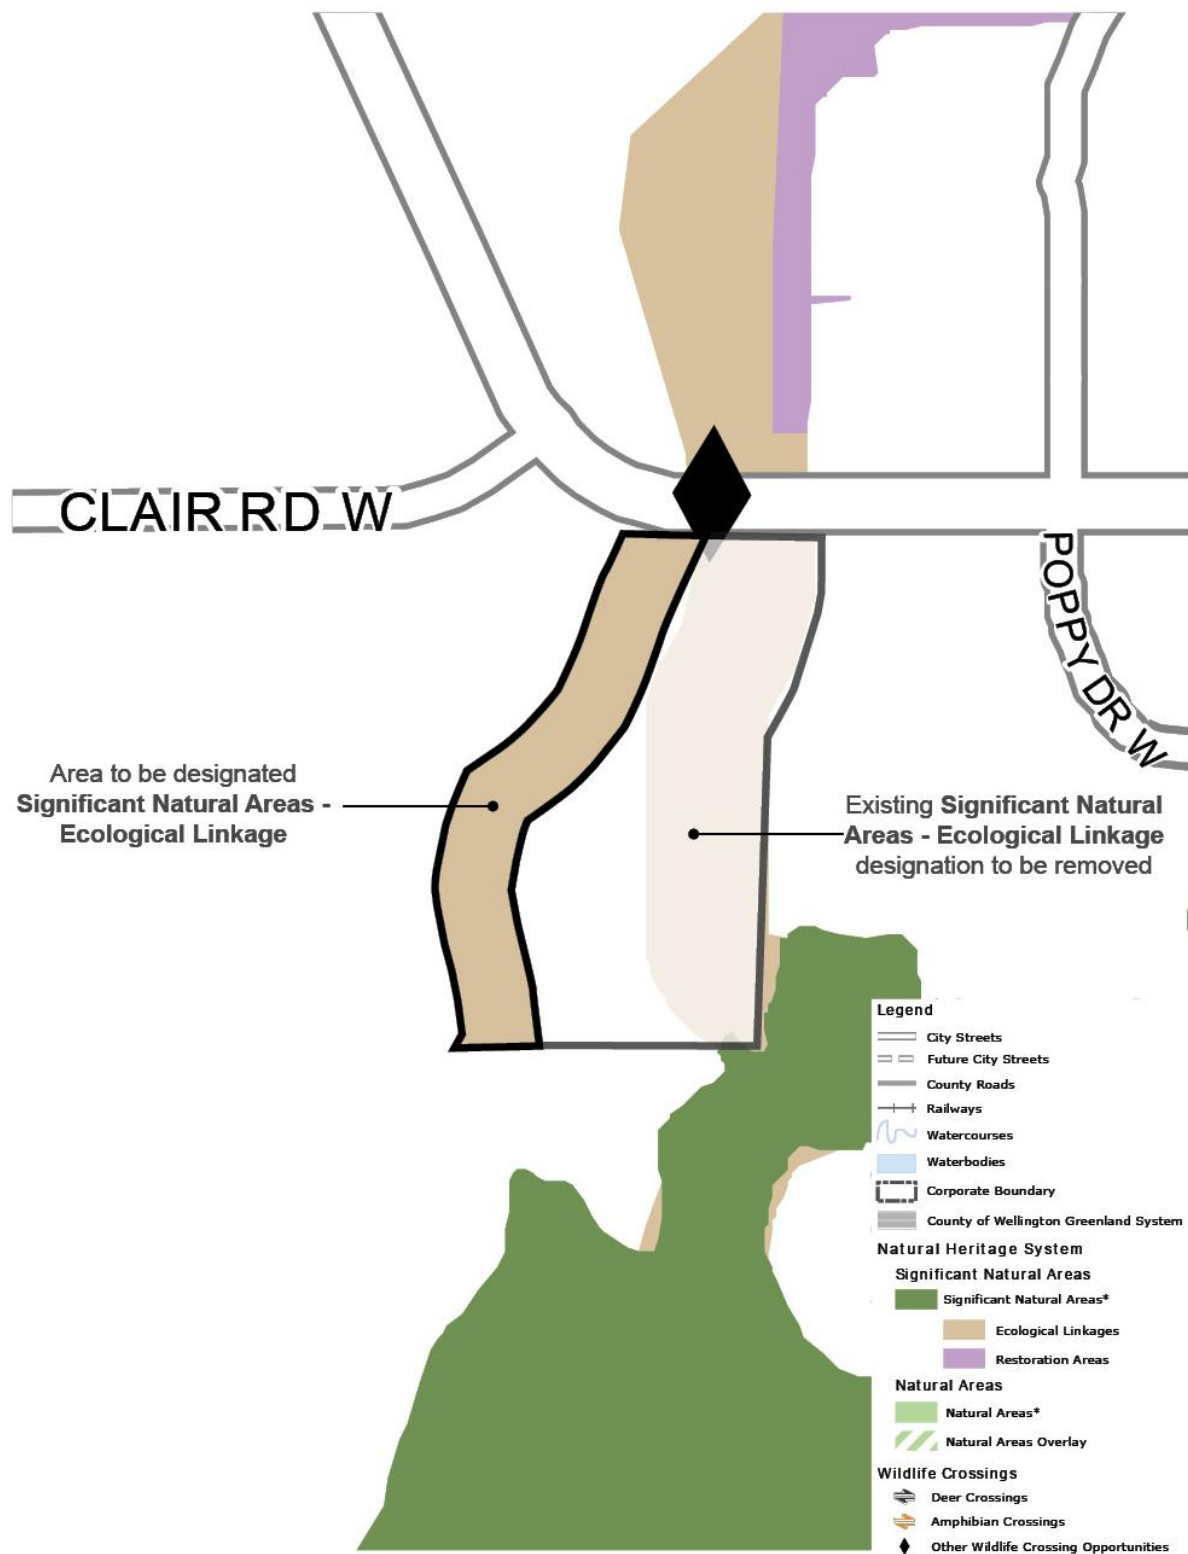 CLAIR RD W
POPPY DR W
Area to be designated
Significant Natural Areas -
Ecological Linkage
Existing Significant Natural
Areas - Ecological Linkage
designation to be removed
Legend
City Streets
Future City Streets
County Roads
Railways
Watercourses
Waterbodies
Corporate Boundary
County of Wellington Greenland System
Natural Heritage System
Significant Natural Areas
Significant Natural Areas*
Ecological Linkages
Restoration Areas
Natural Areas
Natural Areas*
Natural Areas Overlay
Wildlife Crossings
Deer Crossings
Amphibian Crossings
Other Wildlife Crossing Opportunities